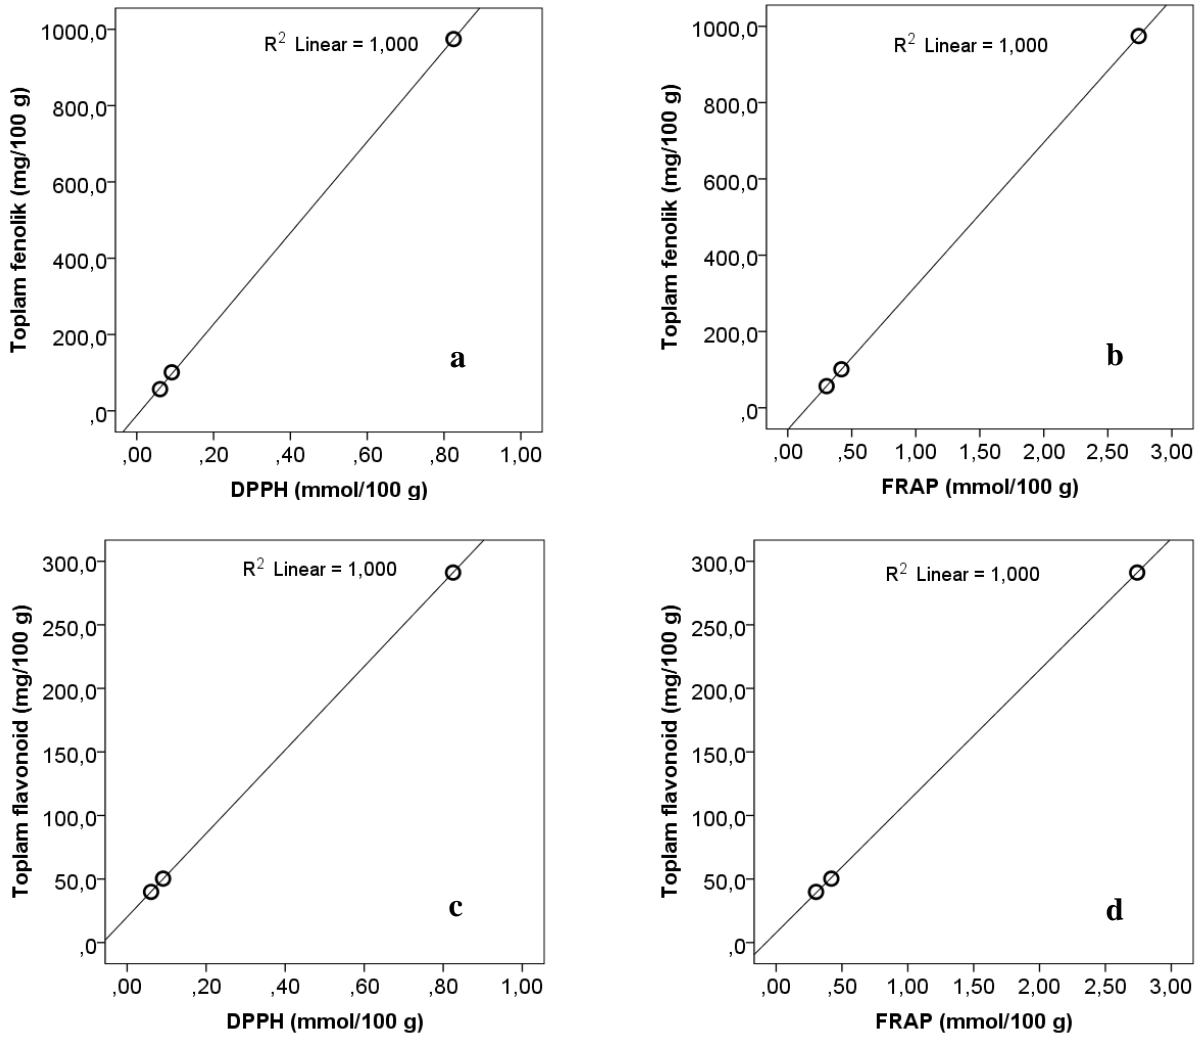 R² Linear = 1,000
Toplam fenolik (mg/100 g)
1000,0
800,0
600,0
400,0
200,0
,0
a
,00 ,20 ,40 ,60 ,80 1,00
DPPH (mmol/100 g)
R² Linear = 1,000
Toplam fenolik (mg/100 g)
1000,0
800,0
600,0
400,0
200,0
,0
b
,00 ,50 1,00 1,50 2,00 2,50 3,00
FRAP (mmol/100 g)
R² Linear = 1,000
Toplam flavonoid (mg/100 g)
300,0
250,0
200,0
150,0
100,0
50,0
,0
c
,00 ,20 ,40 ,60 ,80 1,00
DPPH (mmol/100 g)
R² Linear = 1,000
Toplam flavonoid (mg/100 g)
300,0
250,0
200,0
150,0
100,0
50,0
,0
d
,00 ,50 1,00 1,50 2,00 2,50 3,00
FRAP (mmol/100 g)